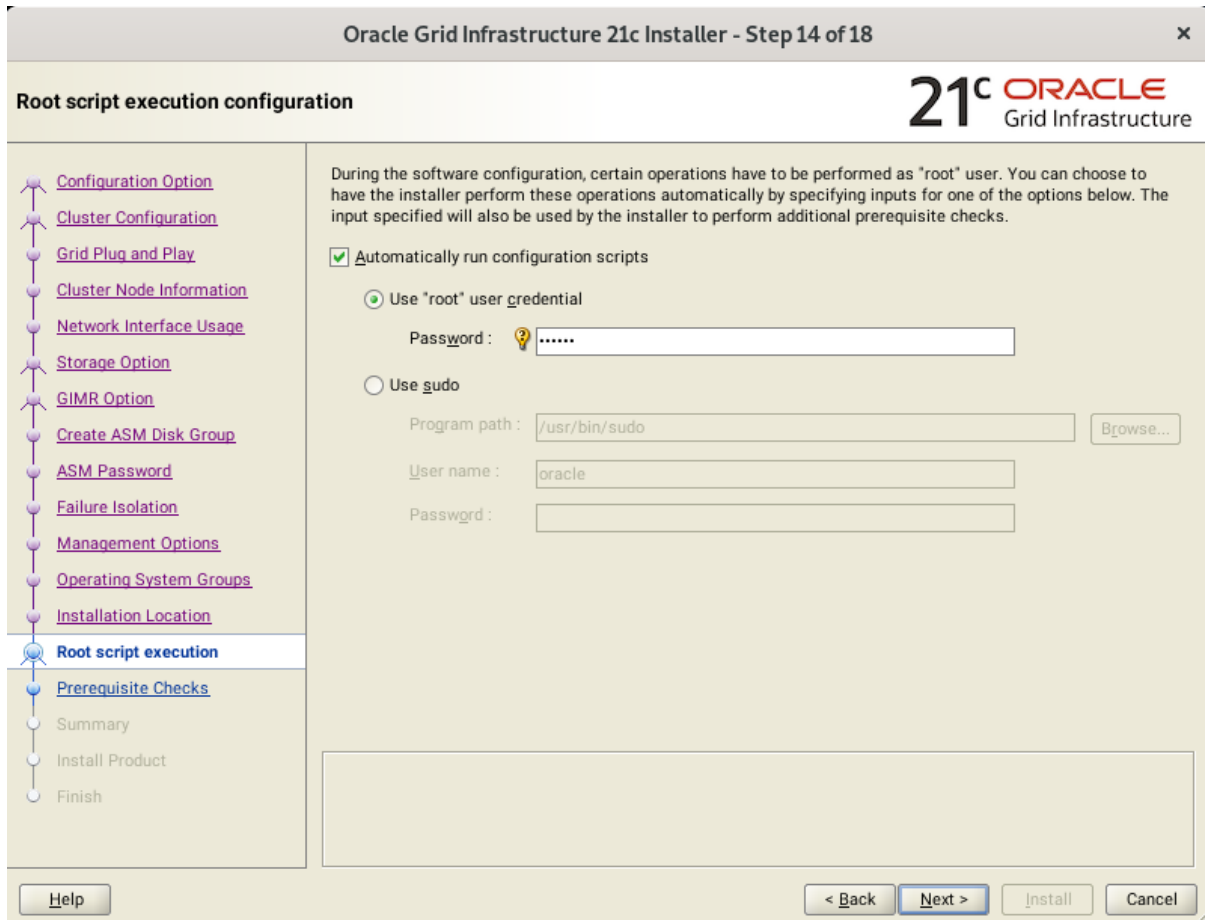 Oracle Grid Infrastructure 21c Installer - Step 14 of 18
Root script execution configuration
21c ORACLE
Grid Infrastructure
Configuration Option
Cluster Configuration
Grid Plug and Play
Cluster Node Information
Network Interface Usage
Storage Option
GIMR Option
Create ASM Disk Group
ASM Password
Failure Isolation
Management Options
Operating System Groups
Installation Location
Root script execution
Prerequisite Checks
Summary
Install Product
Finish
During the software configuration, certain operations have to be performed as "root" user. You can choose to
have the installer perform these operations automatically by specifying inputs for one of the options below. The
input specified will also be used by the installer to perform additional prerequisite checks.
Automatically run configuration scripts
Use "root" user credential
Password : ••••••
Use sudo
Program path : /usr/bin/sudo Browse...
User name : oracle
Password :
Help < Back Next > Install Cancel